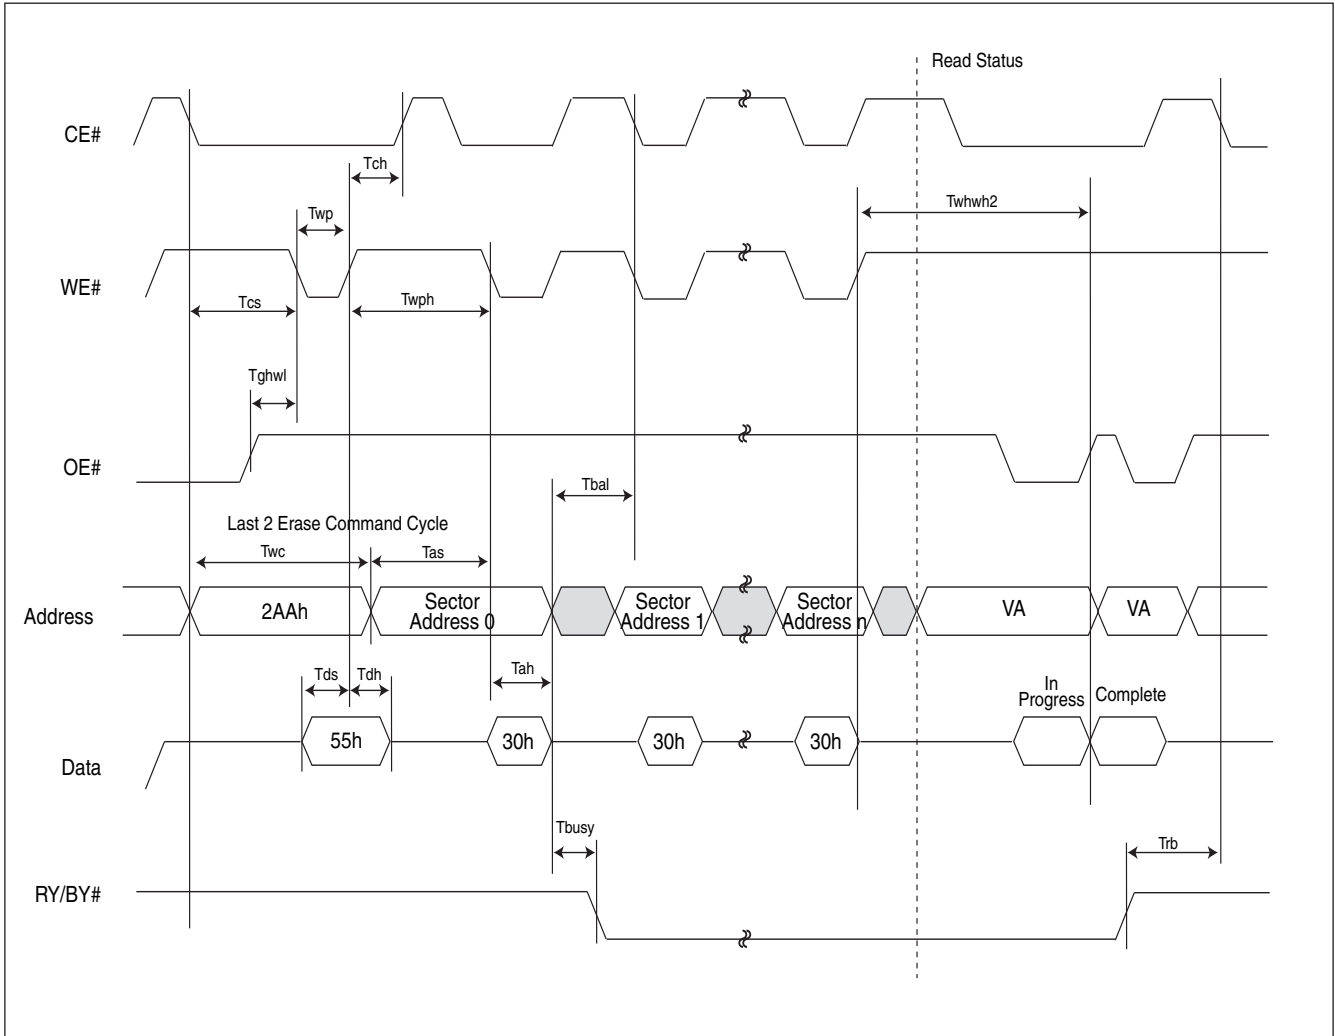 Read Status
CE#
Tch
Twhwh2
Twp
WE#
Tcs
Twph
Tghwl
OE#
Tbal
Last 2 Erase Command Cycle
Twc
Tas
Address
2AAh
Sector
Address 0
Sector
Address 1
Sector
Address n
VA
VA
Tds
Tdh
Tah
In
Progress
Complete
Data
55h
30h
30h
30h
Tbusy
Trb
RY/BY#